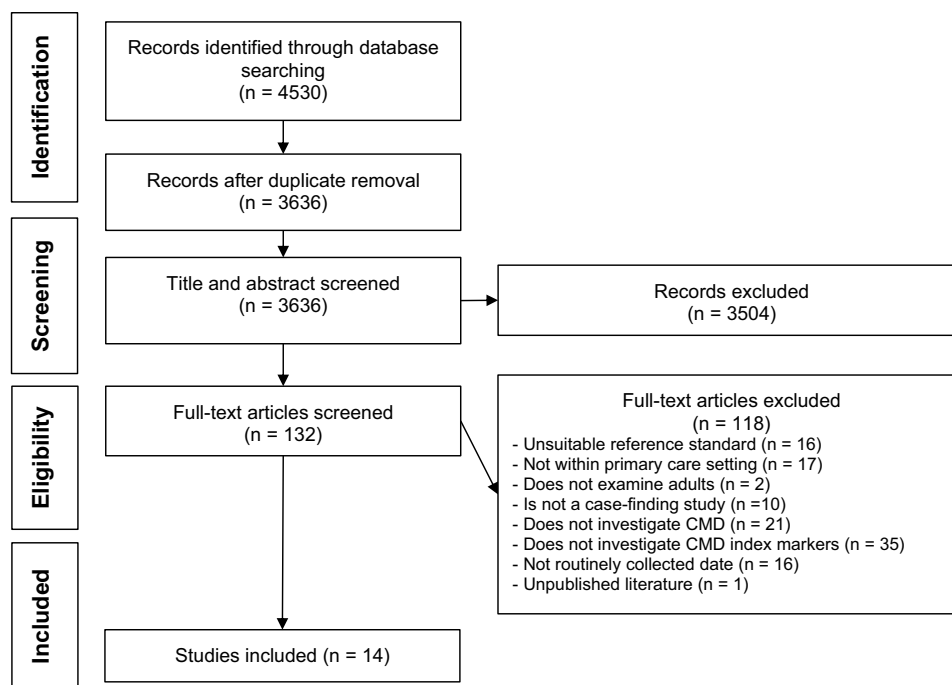 Identification
Records identified through database
searching
(n = 4530)
Records after duplicate removal
(n = 3636)
Screening
Title and abstract screened
(n = 3636)
Records excluded
(n = 3504)
Eligibility
Full-text articles screened
(n = 132)
Full-text articles excluded
(n = 118)
- Unsuitable reference standard (n = 16)
- Not within primary care setting (n = 17)
- Does not examine adults (n = 2)
- Is not a case-finding study (n =10)
- Does not investigate CMD (n = 21)
- Does not investigate CMD index markers (n = 35)
- Not routinely collected date (n = 16)
- Unpublished literature (n = 1)
Included
Studies included (n = 14)